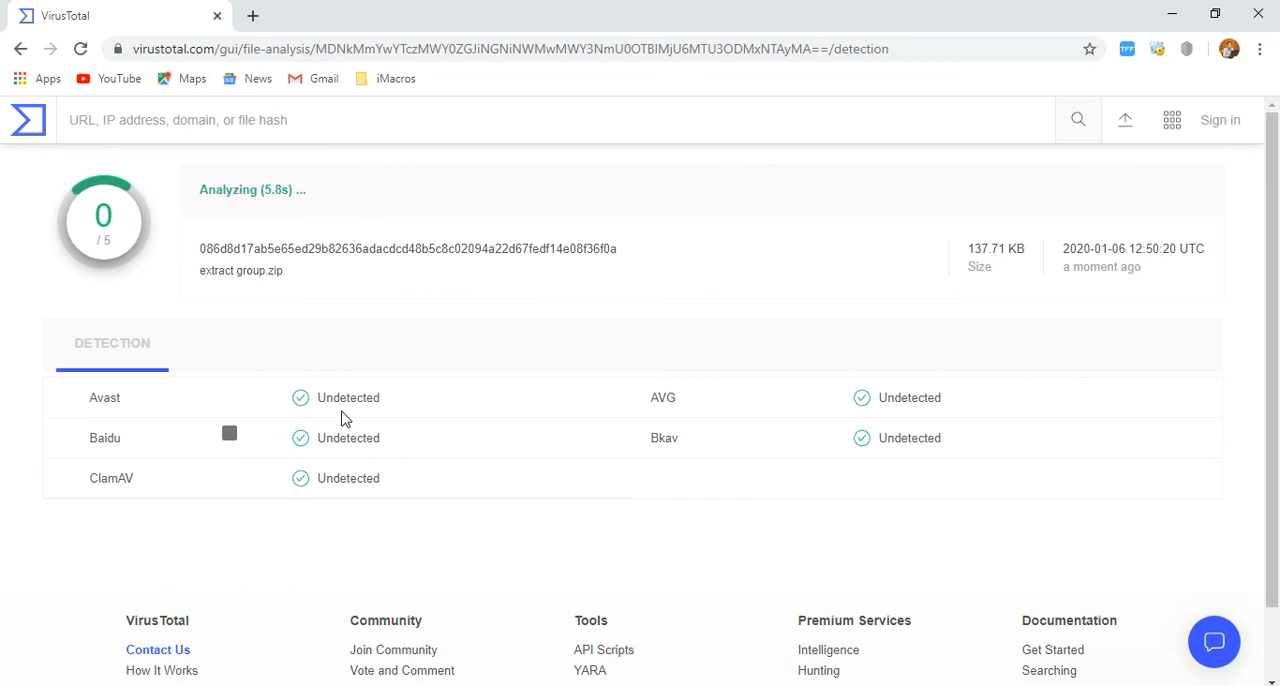 VirusTotal
virustotal.com/gui/file-analysis/MDNkMmYwYTczMWY0ZGJiNGNiNWMwMWY3NmU0OTBlMjU6MTU3ODMxNTAyMA==/detection
TFF
Apps YouTube Maps News Gmail iMacros
URL, IP address, domain, or file hash
Sign in
0
/ 5
Analyzing (5.8s) ...
086d8d17ab5e65ed29b82636adacdcd48b5c8c02094a22d67fedf14e08f36f0a
extract group.zip
137.71 KB
Size
2020-01-06 12:50:20 UTC
a moment ago
DETECTION
Avast Undetected AVG Undetected
Baidu Undetected Bkav Undetected
ClamAV Undetected
VirusTotal Community Tools Premium Services Documentation
Contact Us Join Community API Scripts Intelligence Get Started
How It Works Vote and Comment YARA Hunting Searching